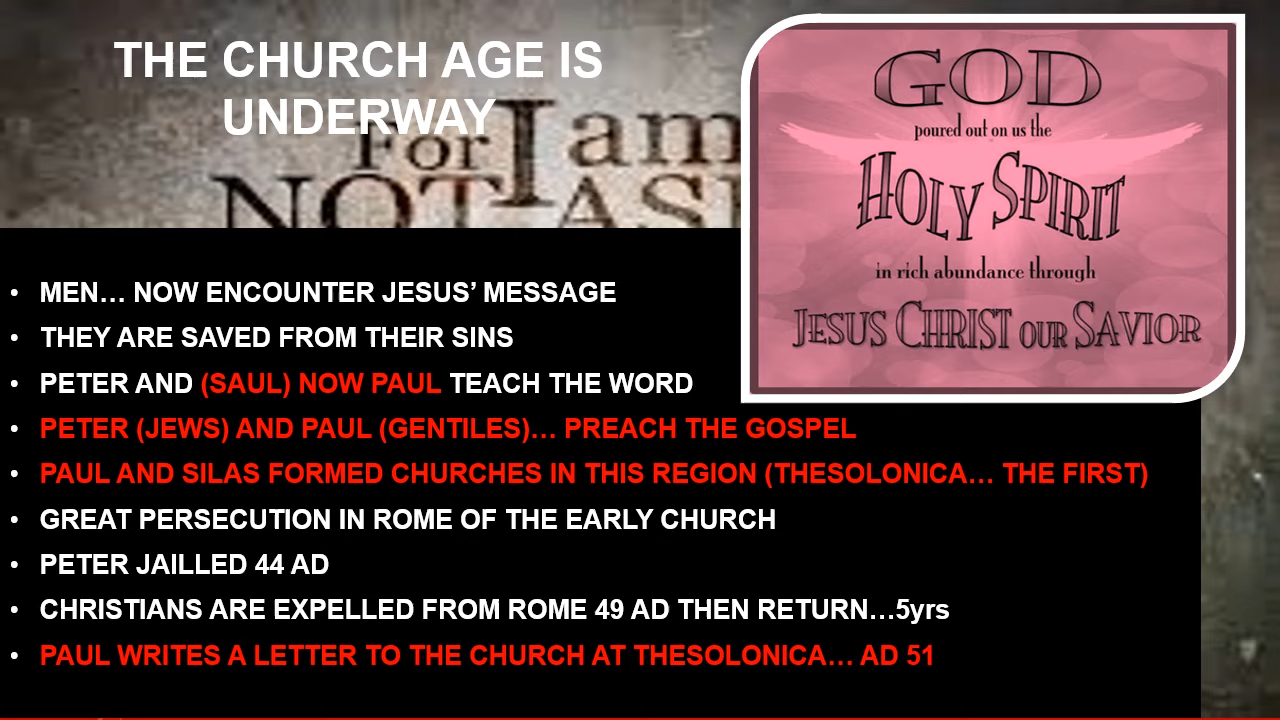 THE CHURCH AGE IS
UNDERWAY
For I am
NOT
GOD
poured out on us the
HOLY SPIRIT
in rich abundance through
JESUS CHRIST OUR SAVIOR
• MEN… NOW ENCOUNTER JESUS’ MESSAGE
• THEY ARE SAVED FROM THEIR SINS
• PETER AND (SAUL) NOW PAUL TEACH THE WORD
• PETER (JEWS) AND PAUL (GENTILES)… PREACH THE GOSPEL
• PAUL AND SILAS FORMED CHURCHES IN THIS REGION (THESOLONICA… THE FIRST)
• GREAT PERSECUTION IN ROME OF THE EARLY CHURCH
• PETER JAILLED 44 AD
• CHRISTIANS ARE EXPELLED FROM ROME 49 AD THEN RETURN…5yrs
• PAUL WRITES A LETTER TO THE CHURCH AT THESOLONICA… AD 51